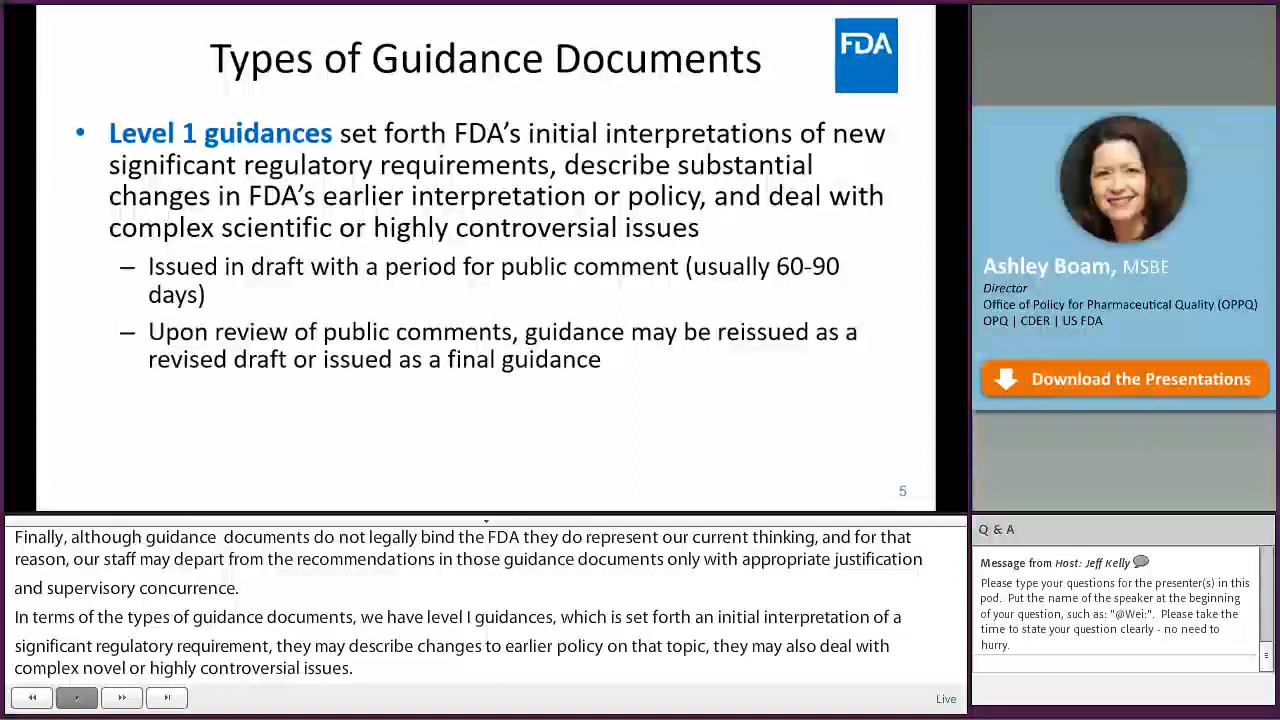 Types of Guidance Documents
FDA
• Level 1 guidances set forth FDA's initial interpretations of new
significant regulatory requirements, describe substantial
changes in FDA's earlier interpretation or policy, and deal with
complex scientific or highly controversial issues
– Issued in draft with a period for public comment (usually 60-90
days)
– Upon review of public comments, guidance may be reissued as a
revised draft or issued as a final guidance
5
Ashley Boam, MSBE
Director
Office of Policy for Pharmaceutical Quality (OPPQ)
OPQ | CDER | US FDA
Download the Presentations
Finally, although guidance documents do not legally bind the FDA they do represent our current thinking, and for that
reason, our staff may depart from the recommendations in those guidance documents only with appropriate justification
and supervisory concurrence.
In terms of the types of guidance documents, we have level I guidances, which is set forth an initial interpretation of a
significant regulatory requirement, they may describe changes to earlier policy on that topic, they may also deal with
complex novel or highly controversial issues.
Live
Q & A
Message from Host: Jeff Kelly
Please type your questions for the presenter(s) in this
pod. Put the name of the speaker at the beginning
of your question, such as: "@Wei:". Please take the
time to state your question clearly - no need to
hurry.